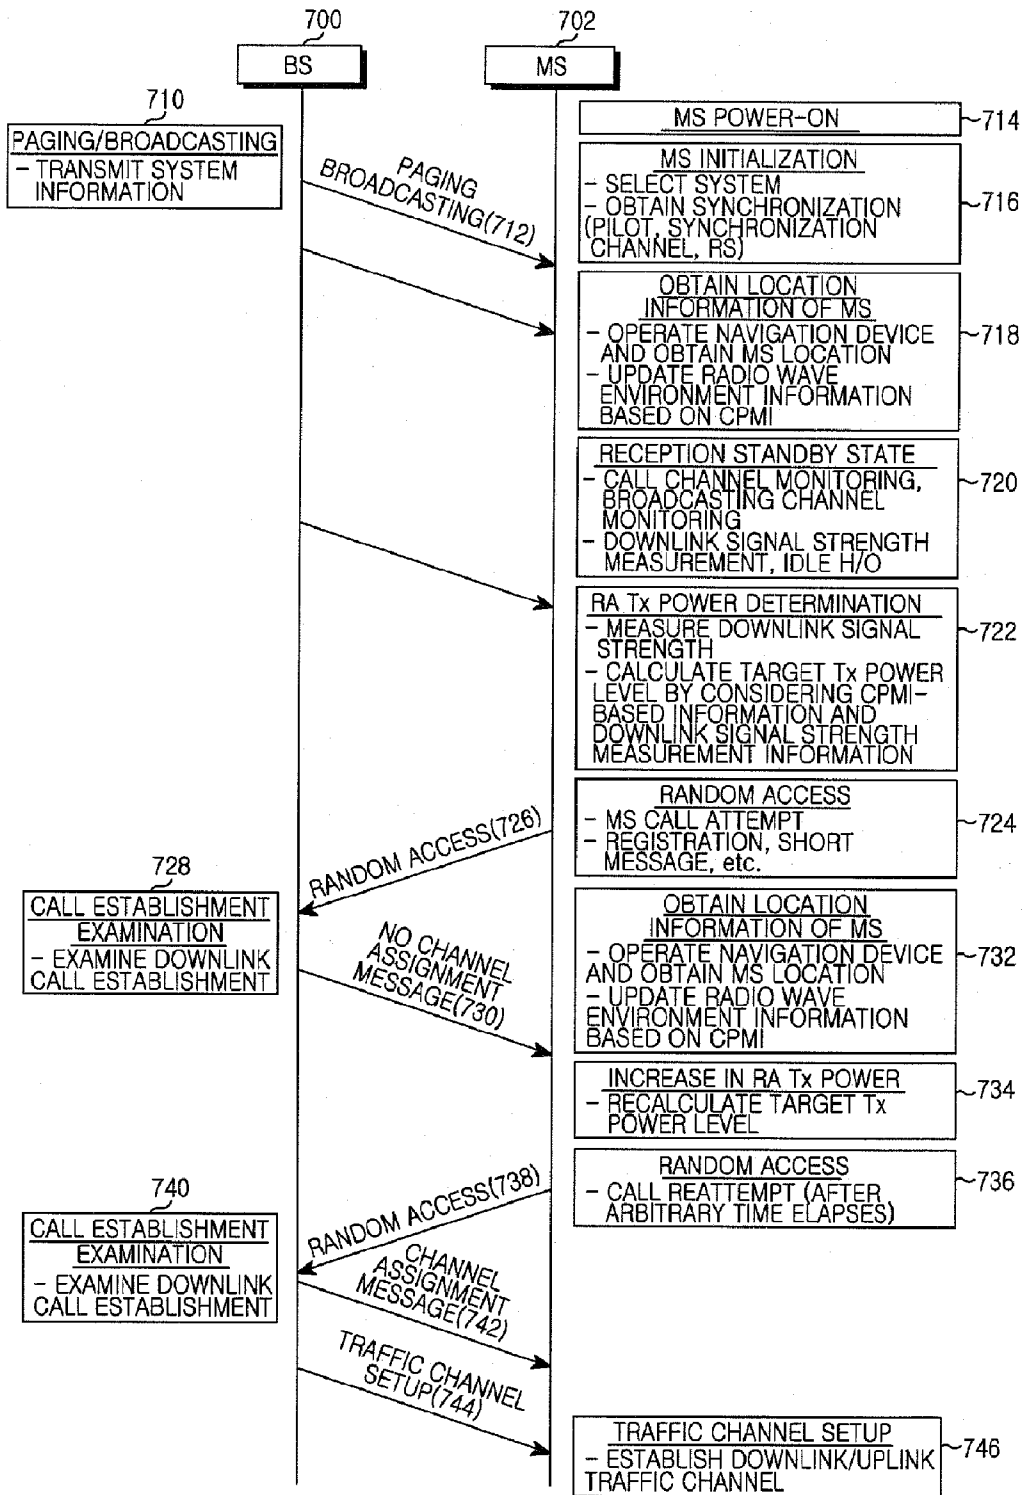 700
702
BS
MS
710
PAGING/BROADCASTING
- TRANSMIT SYSTEM
INFORMATION
PAGING
BROADCASTING(712)
MS POWER-ON
714
MS INITIALIZATION
- SELECT SYSTEM
- OBTAIN SYNCHRONIZATION
(PILOT, SYNCHRONIZATION
CHANNEL, RS)
716
OBTAIN LOCATION
INFORMATION OF MS
- OPERATE NAVIGATION DEVICE
AND OBTAIN MS LOCATION
- UPDATE RADIO WAVE
ENVIRONMENT INFORMATION
BASED ON CPMI
718
RECEPTION STANDBY STATE
- CALL CHANNEL MONITORING,
BROADCASTING CHANNEL
MONITORING
- DOWNLINK SIGNAL STRENGTH
MEASUREMENT, IDLE H/O
720
RA Tx POWER DETERMINATION
- MEASURE DOWNLINK SIGNAL
STRENGTH
- CALCULATE TARGET Tx POWER
LEVEL BY CONSIDERING CPMI-
BASED INFORMATION AND
DOWNLINK SIGNAL STRENGTH
MEASUREMENT INFORMATION
722
RANDOM ACCESS
- MS CALL ATTEMPT
- REGISTRATION, SHORT
MESSAGE, etc.
724
RANDOM ACCESS(726)
728
CALL ESTABLISHMENT
EXAMINATION
- EXAMINE DOWNLINK
CALL ESTABLISHMENT
NO CHANNEL
ASSIGNMENT
MESSAGE(730)
OBTAIN LOCATION
INFORMATION OF MS
- OPERATE NAVIGATION DEVICE
AND OBTAIN MS LOCATION
- UPDATE RADIO WAVE
ENVIRONMENT INFORMATION
BASED ON CPMI
732
INCREASE IN RA Tx POWER
- RECALCULATE TARGET Tx
POWER LEVEL
734
RANDOM ACCESS
- CALL REATTEMPT (AFTER
ARBITRARY TIME ELAPSES)
736
RANDOM ACCESS(738)
740
CALL ESTABLISHMENT
EXAMINATION
- EXAMINE DOWNLINK
CALL ESTABLISHMENT
CHANNEL
ASSIGNMENT
MESSAGE(742)
TRAFFIC CHANNEL
SETUP(744)
TRAFFIC CHANNEL SETUP
- ESTABLISH DOWNLINK/UPLINK
TRAFFIC CHANNEL
746